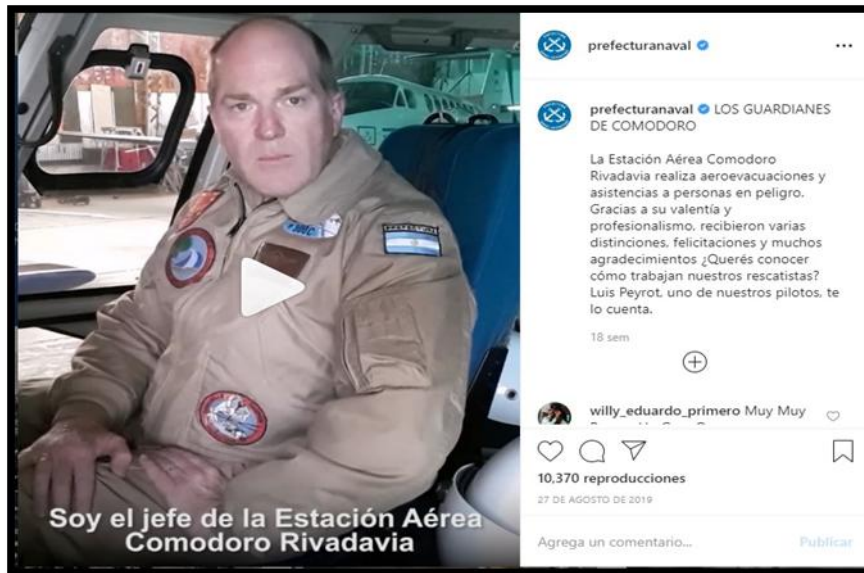 PREFECTURA
Soy el jefe de la Estación Aérea
Comodoro Rivadavia
prefecturanaval
prefecturanaval LOS GUARDIANES
DE COMODORO
La Estación Aérea Comodoro
Rivadavia realiza aeroevacuaciones y
asistencias a personas en peligro.
Gracias a su valentía y
profesionalismo, recibieron varias
distinciones, felicitaciones y muchos
agradecimientos ¿Querés conocer
cómo trabajan nuestros rescatistas?
Luis Peyrot, uno de nuestros pilotos, te
lo cuenta.
18 sem
willy_eduardo_primero Muy Muy
10,370 reproducciones
27 DE AGOSTO DE 2019
Agrega un comentario...
Publicar